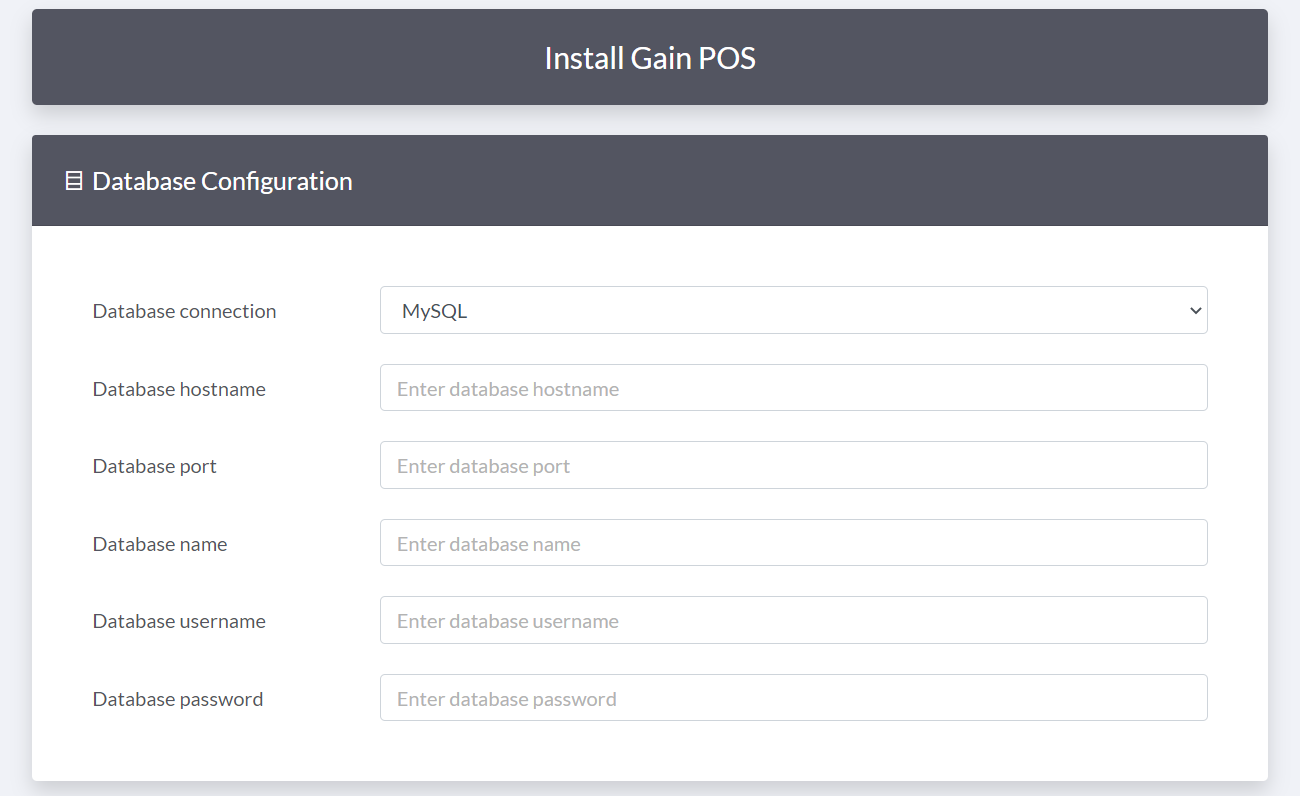 Install Gain POS
Database Configuration
Database connection MySQL
Database hostname Enter database hostname
Database port Enter database port
Database name Enter database name
Database username Enter database username
Database password Enter database password